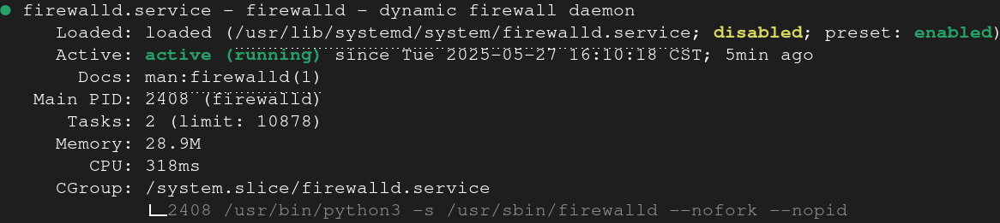 ● firewalld.service - firewalld - dynamic firewall daemon
Loaded: loaded (/usr/lib/systemd/system/firewalld.service; disabled; preset: enabled)
Active: active (running) since Tue 2025-05-27 16:10:18 CST; 5min ago
Docs: man:firewalld(1)
Main PID: 2408 (firewalld)
Tasks: 2 (limit: 10878)
Memory: 28.9M
CPU: 318ms
CGroup: /system.slice/firewalld.service
└─2408 /usr/bin/python3 -s /usr/sbin/firewalld --nofork --nopid